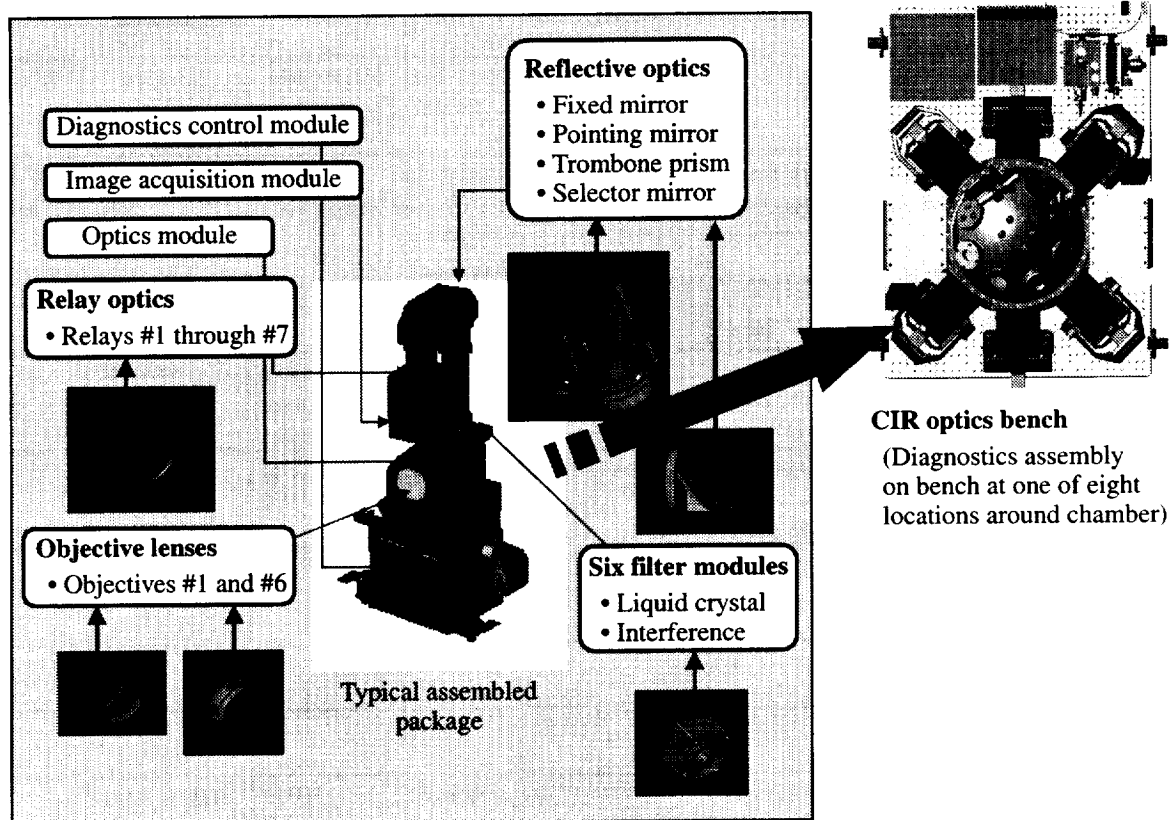 Diagnostics control module
Image acquisition module
Optics module
Relay optics
• Relays #1 through #7
Objective lenses
• Objectives #1 and #6
Typical assembled
package
Reflective optics
• Fixed mirror
• Pointing mirror
• Trombone prism
• Selector mirror
Six filter modules
• Liquid crystal
• Interference
CIR optics bench
(Diagnostics assembly
on bench at one of eight
locations around chamber)